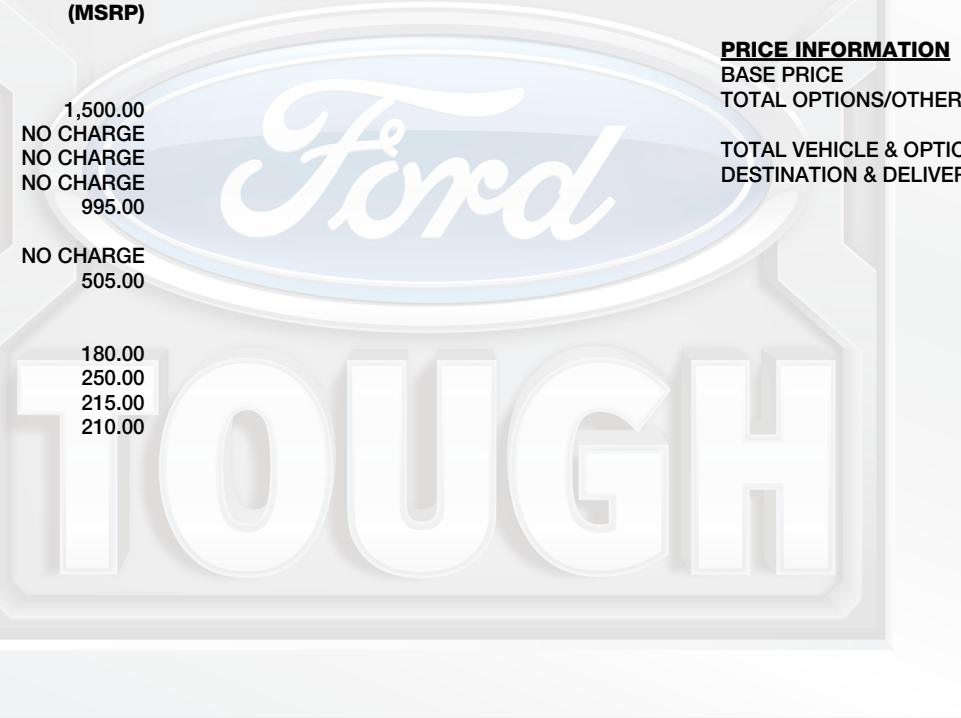 (MSRP)
1,500.00
NO CHARGE
NO CHARGE
NO CHARGE
995.00
NO CHARGE
505.00
180.00
250.00
215.00
210.00
PRICE INFORMATION
BASE PRICE
TOTAL OPTIONS/OTHER
TOTAL VEHICLE & OPTIO
DESTINATION & DELIVER
Ford
TOUGH